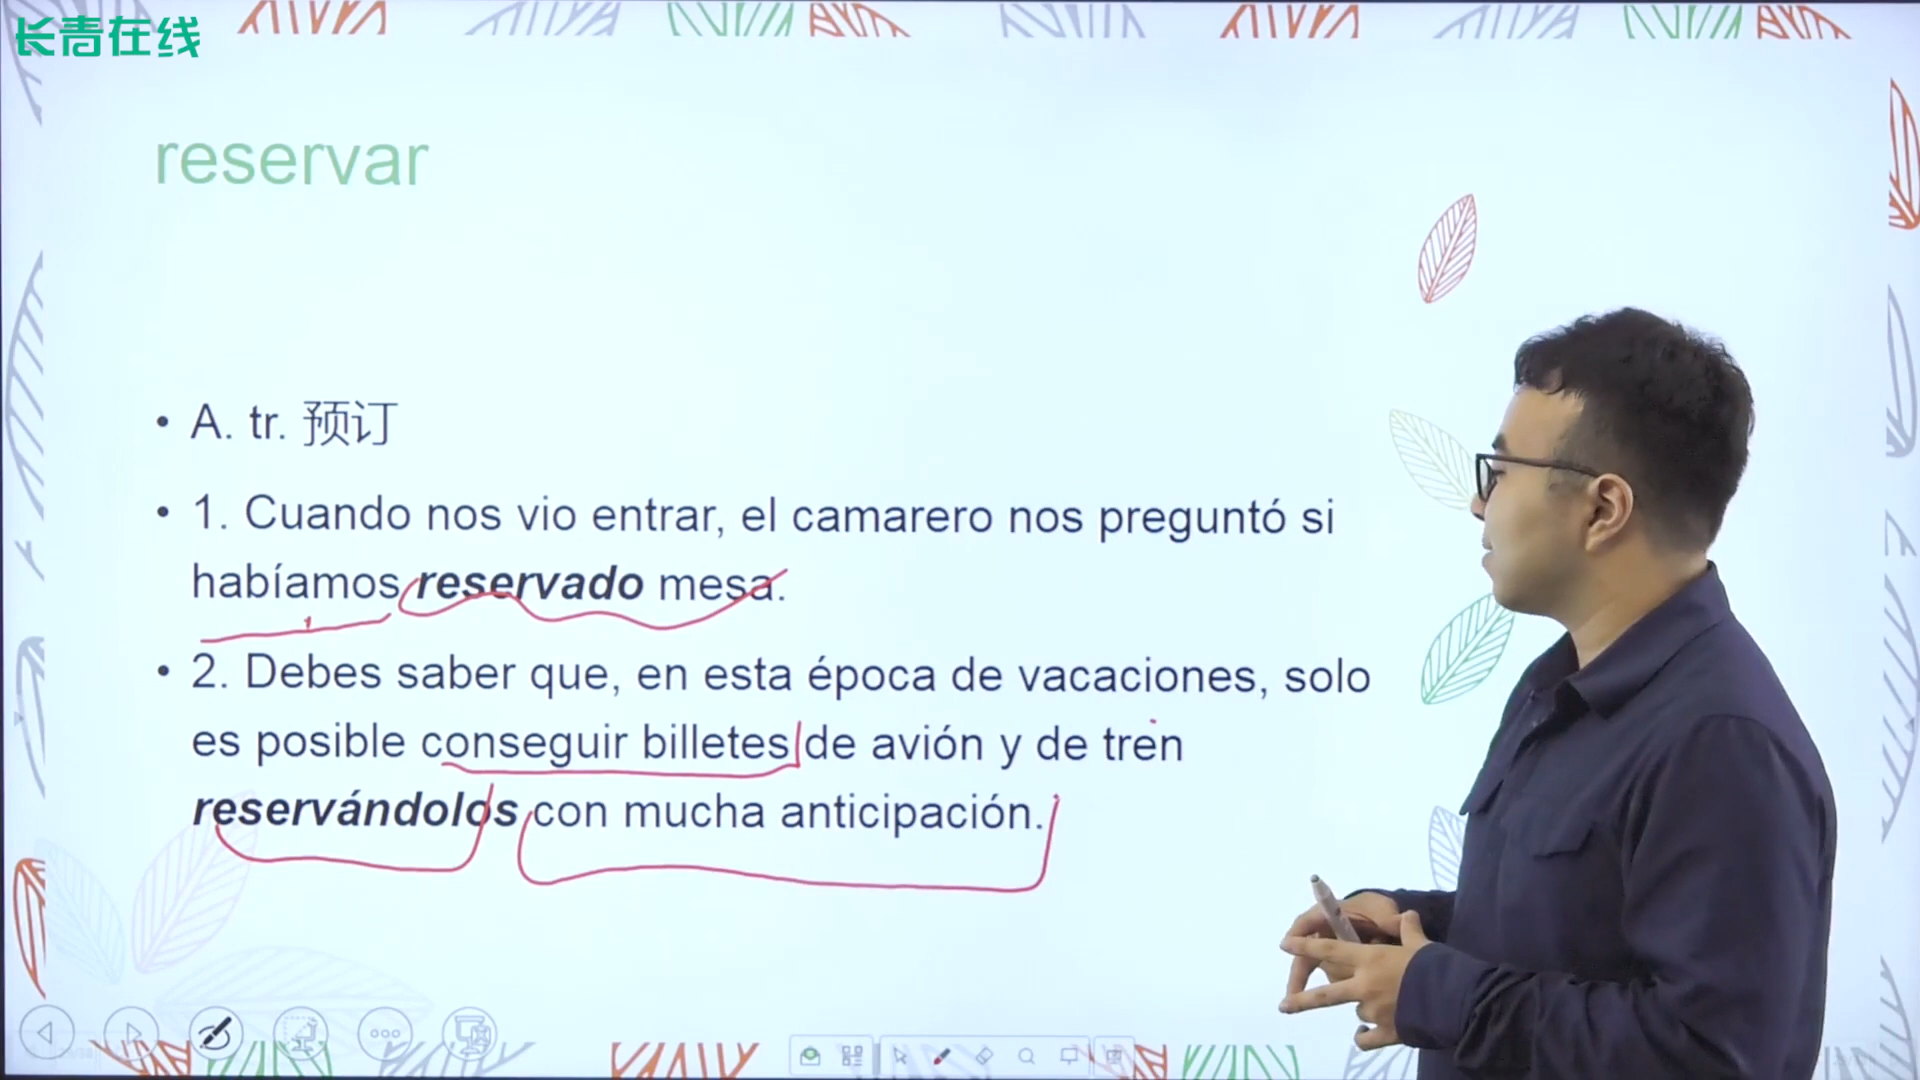 长青在线
reservar
• A. tr. 预订
• 1. Cuando nos vio entrar, el camarero nos preguntó si
habíamos reservado mesa.
• 2. Debes saber que, en esta época de vacaciones, solo
es posible conseguir billetes de avión y de tren
reservándolos con mucha anticipación.